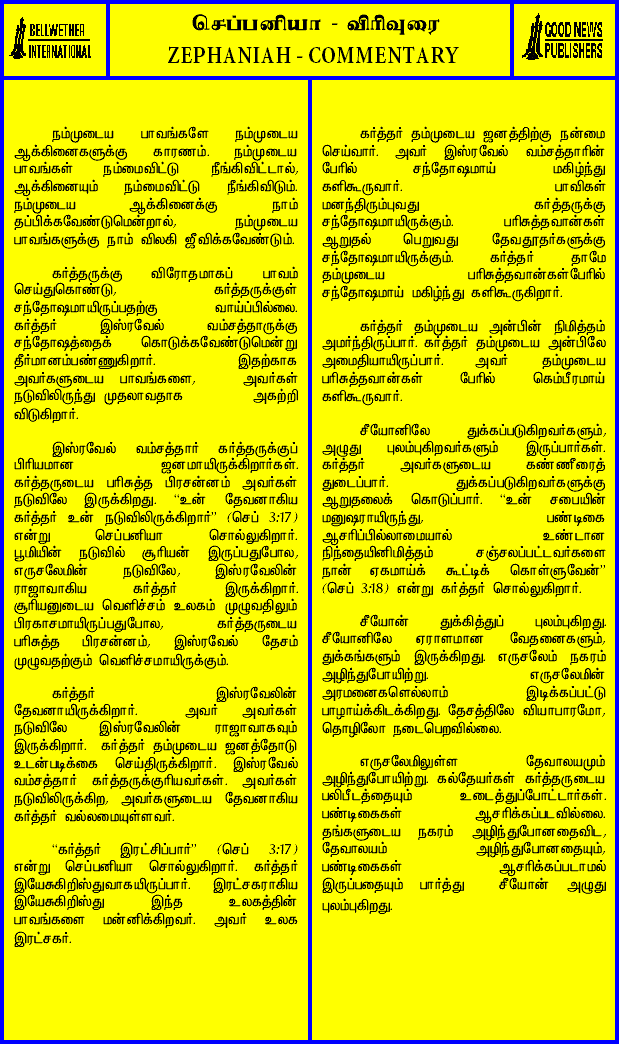 BELLWETHER
INTERNATIONAL
செப்பனியா - விரிவுரை
ZEPHANIAH - COMMENTARY
GOOD NEWS
PUBLISHERS
நம்முடைய பாவங்களே நம்முடைய
ஆக்கினைகளுக்கு காரணம். நம்முடைய
பாவங்கள் நம்மைவிட்டு நீங்கிவிட்டால்,
ஆக்கினையும் நம்மைவிட்டு நீங்கிவிடும்.
நம்முடைய ஆக்கினைக்கு நாம்
தப்பிக்கவேண்டுமென்றால், நம்முடைய
பாவங்களுக்கு நாம் விலகி ஜீவிக்கவேண்டும்.
கர்த்தருக்கு விரோதமாகப் பாவம்
செய்துகொண்டு, கர்த்தருக்குள்
சந்தோஷமாயிருப்பதற்கு வாய்ப்பில்லை.
கர்த்தர் இஸ்ரவேல் வம்சத்தாருக்கு
சந்தோஷத்தைக் கொடுக்கவேண்டுமென்று
தீர்மானம்பண்ணுகிறார். இதற்காக
அவர்களுடைய பாவங்களை, அவர்கள்
நடுவிலிருந்து முதலாவதாக அகற்றி
விடுகிறார்.
இஸ்ரவேல் வம்சத்தார் கர்த்தருக்குப்
பிரியமான ஜனமாயிருக்கிறார்கள்.
கர்த்தருடைய பரிசுத்த பிரசன்னம் அவர்கள்
நடுவிலே இருக்கிறது. “உன் தேவனாகிய
கர்த்தர் உன் நடுவிலிருக்கிறார்” (செப் 3:17)
என்று செப்பனியா சொல்லுகிறார்.
பூமியின் நடுவில் சூரியன் இருப்பதுபோல,
எருசலேமின் நடுவிலே, இஸ்ரவேலின்
ராஜாவாகிய கர்த்தர் இருக்கிறார்.
சூரியனுடைய வெளிச்சம் உலகம் முழுவதிலும்
பிரகாசமாயிருப்பதுபோல, கர்த்தருடைய
பரிசுத்த பிரசன்னம், இஸ்ரவேல் தேசம்
முழுவதற்கும் வெளிச்சமாயிருக்கும்.
கர்த்தர் இஸ்ரவேலின்
தேவனாயிருக்கிறார். அவர் அவர்கள்
நடுவிலே இஸ்ரவேலின் ராஜாவாகவும்
இருக்கிறார். கர்த்தர் தம்முடைய ஜனத்தோடு
உடன்படிக்கை செய்திருக்கிறார். இஸ்ரவேல்
வம்சத்தார் கர்த்தருக்குரியவர்கள். அவர்கள்
நடுவிலிருக்கிற, அவர்களுடைய தேவனாகிய
கர்த்தர் வல்லமையுள்ளவர்.
“கர்த்தர் இரட்சிப்பார்” (செப் 3:17)
என்று செப்பனியா சொல்லுகிறார். கர்த்தர்
இயேசுகிறிஸ்துவாகயிருப்பார். இரட்சகராகிய
இயேசுகிறிஸ்து இந்த உலகத்தின்
பாவங்களை மன்னிக்கிறவர். அவர் உலக
இரட்சகர்.
கர்த்தர் தம்முடைய ஜனத்திற்கு நன்மை
செய்வார். அவர் இஸ்ரவேல் வம்சத்தாரின்
பேரில் சந்தோஷமாய் மகிழ்ந்து
களிகூருவார். பாவிகள்
மனந்திரும்புவது கர்த்தருக்கு
சந்தோஷமாயிருக்கும். பரிசுத்தவான்கள்
ஆறுதல் பெறுவது தேவதூதர்களுக்கு
சந்தோஷமாயிருக்கும். கர்த்தர் தாமே
தம்முடைய பரிசுத்தவான்கள்பேரில்
சந்தோஷமாய் மகிழ்ந்து களிகூருகிறார்.
கர்த்தர் தம்முடைய அன்பின் நிமித்தம்
அமர்ந்திருப்பார். கர்த்தர் தம்முடைய அன்பிலே
அமைதியாயிருப்பார். அவர் தம்முடைய
பரிசுத்தவான்கள் பேரில் கெம்பீரமாய்
களிகூருவார்.
சீயோனிலே துக்கப்படுகிறவர்களும்,
அழுது புலம்புகிறவர்களும் இருப்பார்கள்.
கர்த்தர் அவர்களுடைய கண்ணீரைத்
துடைப்பார். துக்கப்படுகிறவர்களுக்கு
ஆறுதலைக் கொடுப்பார். “உன் சபையின்
மனுஷராயிருந்து, பண்டிகை
ஆசரிப்பில்லாமையால் உண்டான
நிந்தையினிமித்தம் சஞ்சலப்பட்டவர்களை
நான் ஏகமாய்க் கூட்டிக் கொள்ளுவேன்”
(செப் 3:18) என்று கர்த்தர் சொல்லுகிறார்.
சீயோன் துக்கித்துப் புலம்புகிறது.
சீயோனிலே ஏராளமான வேதனைகளும்,
துக்கங்களும் இருக்கிறது. எருசலேம் நகரம்
அழிந்துபோயிற்று. எருசலேமின்
அரமனைகளெல்லாம் இடிக்கப்பட்டு
பாழாய்க்கிடக்கிறது. தேசத்திலே வியாபாரமோ,
தொழிலோ நடைபெறவில்லை.
எருசலேமிலுள்ள தேவாலயமும்
அழிந்துபோயிற்று. கல்தேயர்கள் கர்த்தருடைய
பலிபீடத்தையும் உடைத்துப்போட்டார்கள்.
பண்டிகைகள் ஆசரிக்கப்படவில்லை.
தங்களுடைய நகரம் அழிந்துபோனதைவிட,
தேவாலயம் அழிந்துபோனதையும்,
பண்டிகைகள் ஆசரிக்கப்படாமல்
இருப்பதையும் பார்த்து சீயோன் அழுது
புலம்புகிறது.